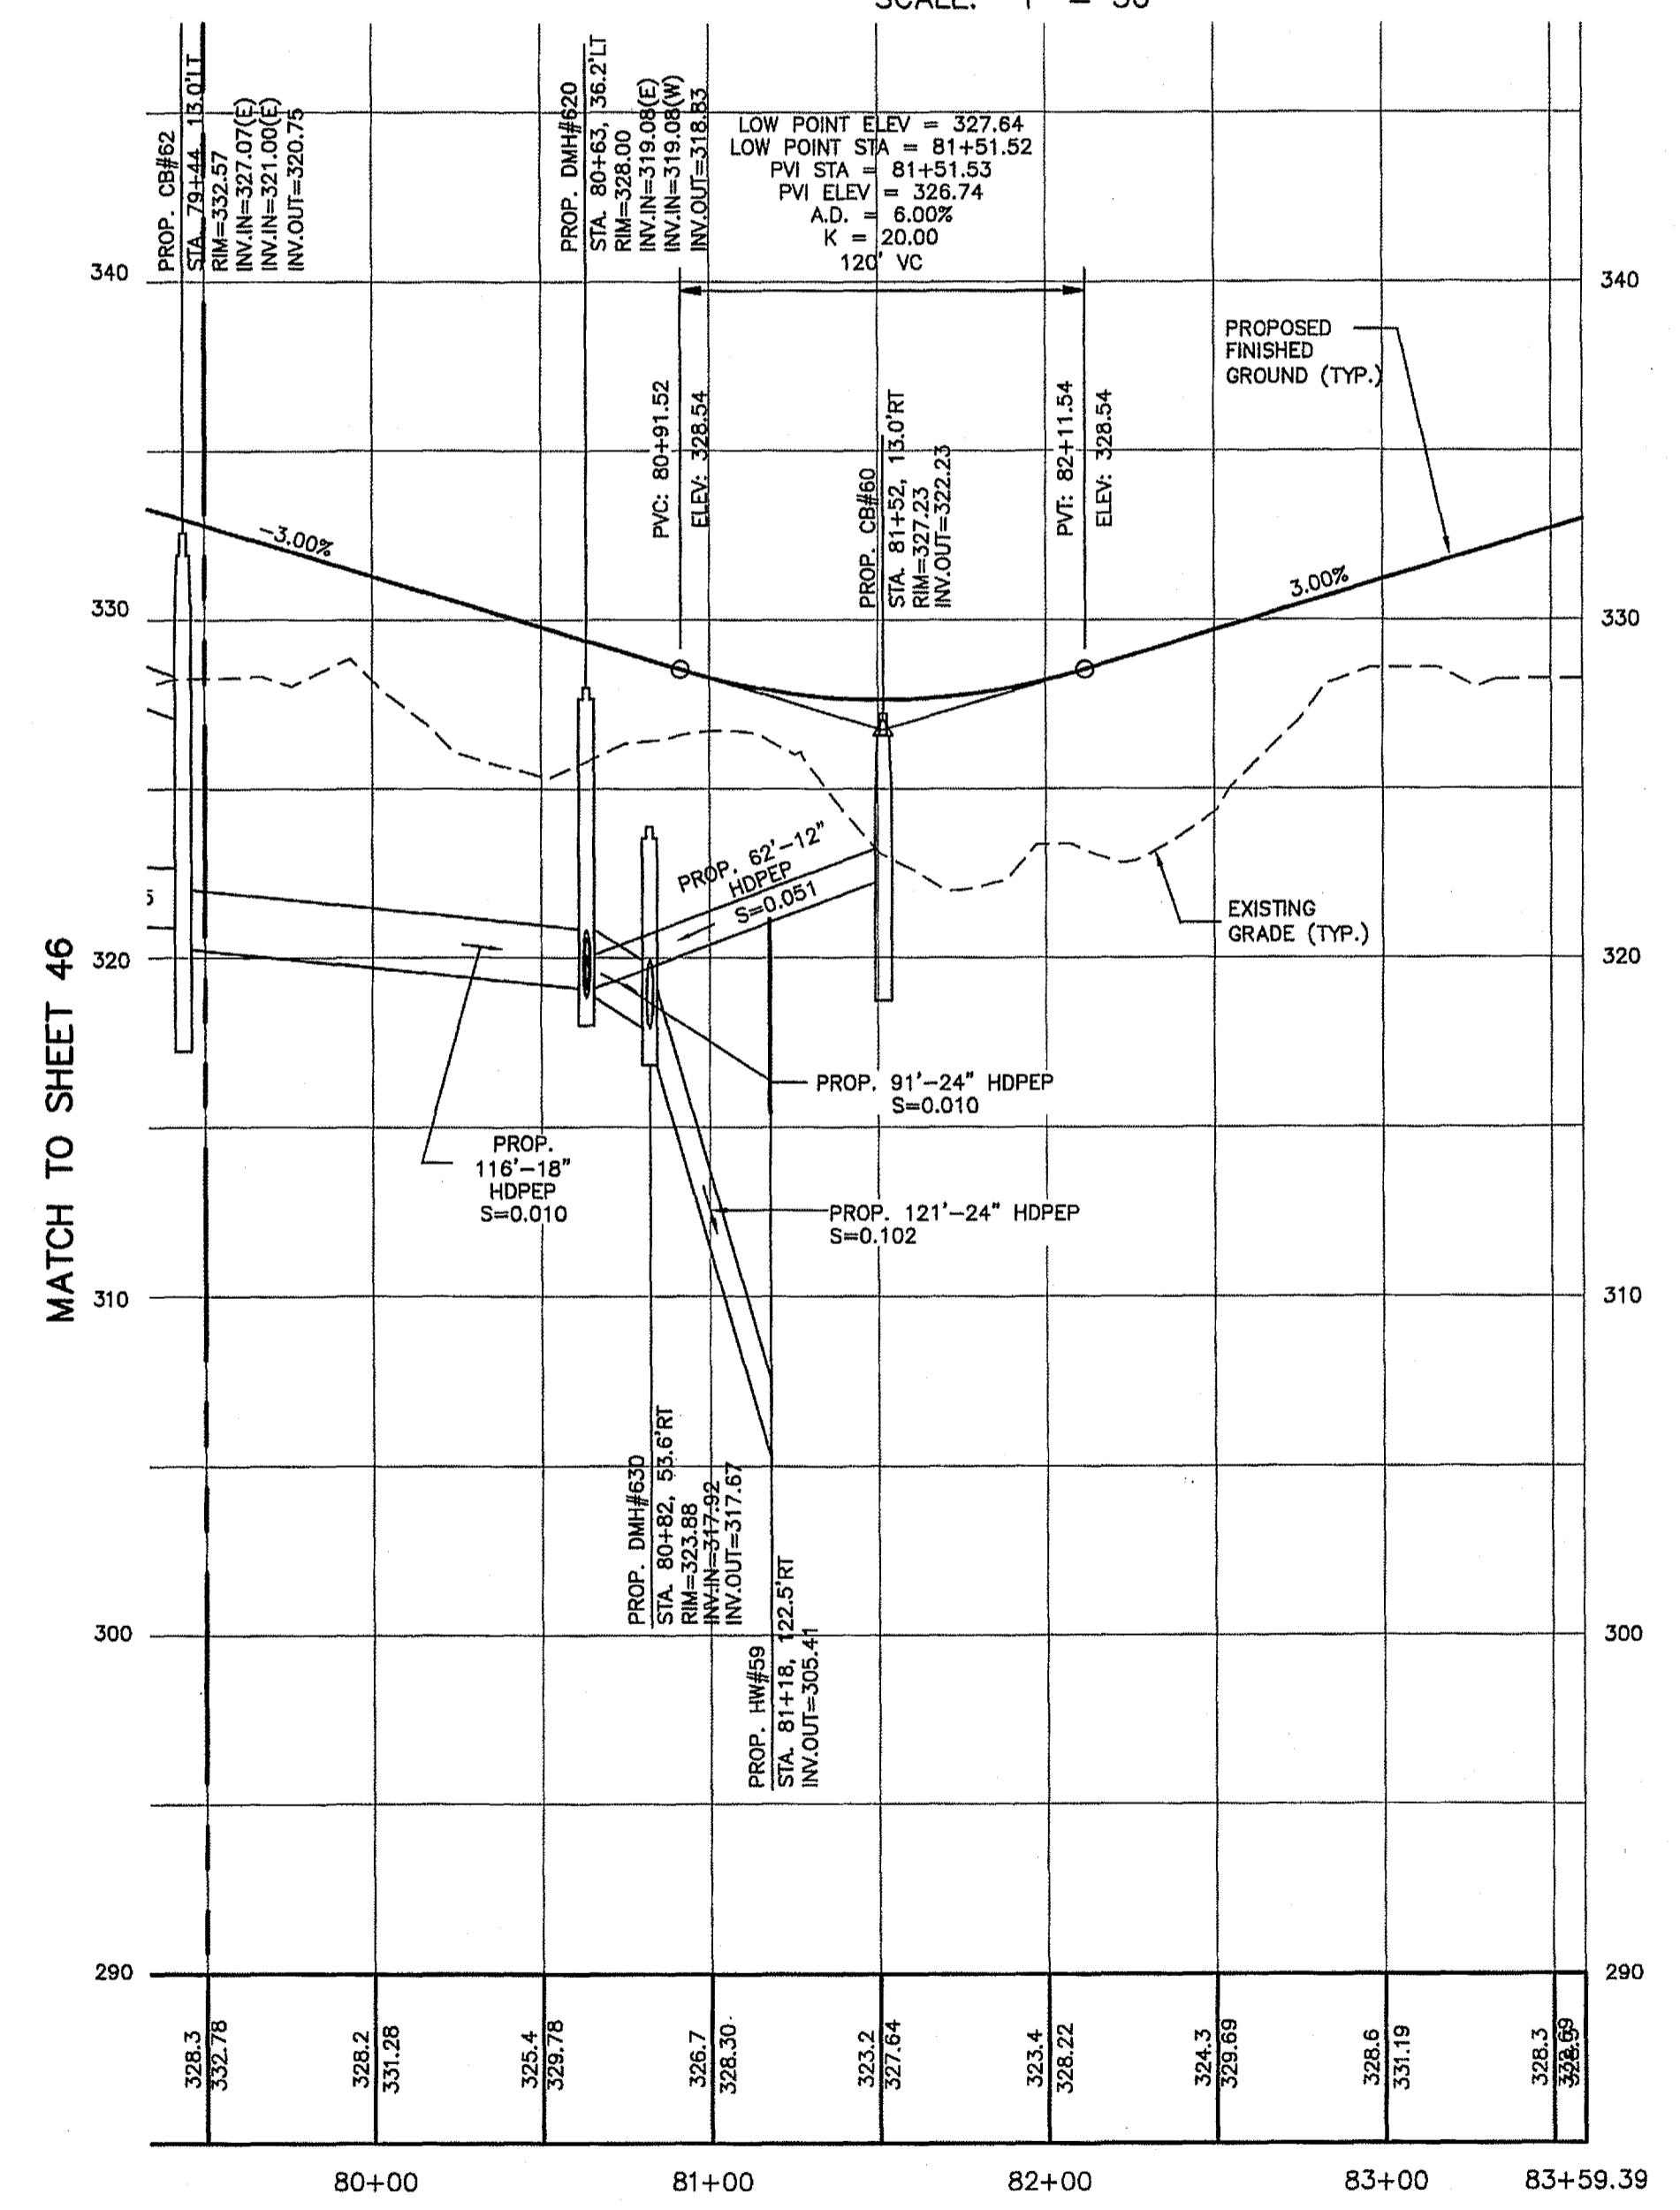 PROP. CB#62
STA. 79+44, 13.0'LT
RIM=332.57
INV.IN=327.07(E)
INV.IN=321.00(E)
INV.OUT=320.75
PROP. DMH#620
STA. 80+63, 36.2'LT
RIM=328.00
INV.IN=319.08(E)
INV.IN=319.08(W)
INV.OUT=318.83
LOW POINT ELEV = 327.64
LOW POINT STA = 81+51.52
PVI STA = 81+51.53
PVI ELEV = 326.74
A.D. = 6.00%
K = 20.00
120' VC
340
340
PROPOSED
FINISHED
GROUND (TYP.)
PVC: 80+91.52
ELEV: 328.54
PROP. CB#60
STA. 81+52, 13.0'RT
RIM=327.23
INV.OUT=322.23
PVT: 82+11.54
ELEV: 328.54
-3.00%
3.00%
330
330
PROP. 62'-12"
HDPEP
S=0.051
5
EXISTING
GRADE (TYP.)
320
320
MATCH TO SHEET 46
PROP. 91'-24" HDPEP
S=0.010
PROP.
116'-18"
HDPEP
S=0.010
PROP. 121'-24" HDPEP
S=0.102
310
310
PROP. DMH#630
STA. 80+82, 53.6'RT
RIM=323.88
INV.IN=317.92
INV.OUT=317.67
PROP. HW#59
STA. 81+18, 122.5'RT
INV.OUT=305.41
300
300
290
290
328.3
332.78
328.2
331.28
325.4
329.78
326.7
328.30
323.2
327.64
323.4
328.22
324.3
329.69
328.6
331.19
328.3
80+00
81+00
82+00
83+00
83+59.39